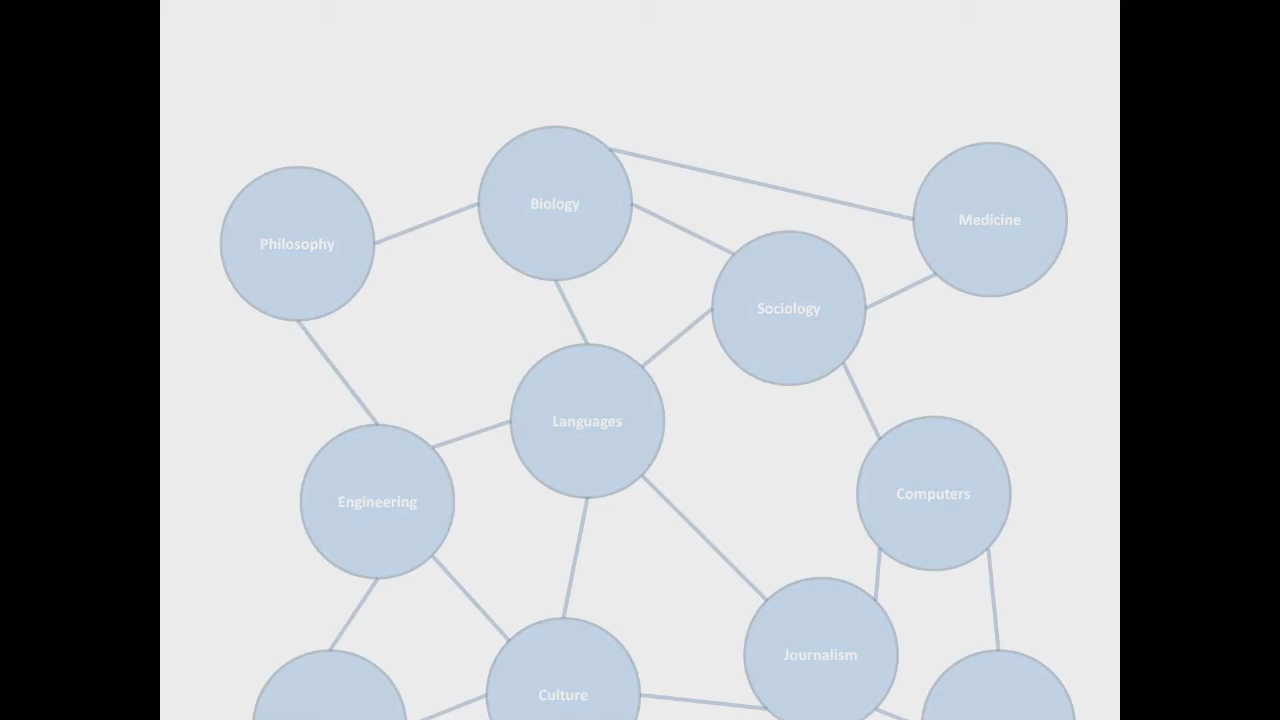 Biology
Medicine
Philosophy
Sociology
Languages
Computers
Engineering
Journalism
Culture